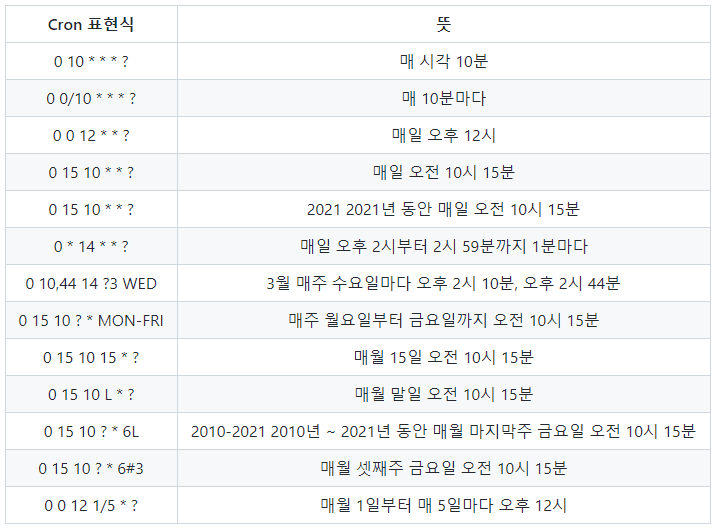 Cron 표현식 뜻
0 10 * * * ? 매 시각 10분
0 0/10 * * * ? 매 10분마다
0 0 12 * * ? 매일 오후 12시
0 15 10 * * ? 매일 오전 10시 15분
0 15 10 * * ? 2021 2021년 동안 매일 오전 10시 15분
0 * 14 * * ? 매일 오후 2시부터 2시 59분까지 1분마다
0 10,44 14 ?3 WED 3월 매주 수요일마다 오후 2시 10분, 오후 2시 44분
0 15 10 ? * MON-FRI 매주 월요일부터 금요일까지 오전 10시 15분
0 15 10 15 * ? 매월 15일 오전 10시 15분
0 15 10 L * ? 매월 말일 오전 10시 15분
0 15 10 ? * 6L 2010-2021 2010년 ~ 2021년 동안 매월 마지막주 금요일 오전 10시 15분
0 15 10 ? * 6#3 매월 셋째주 금요일 오전 10시 15분
0 0 12 1/5 * ? 매월 1일부터 매 5일마다 오후 12시